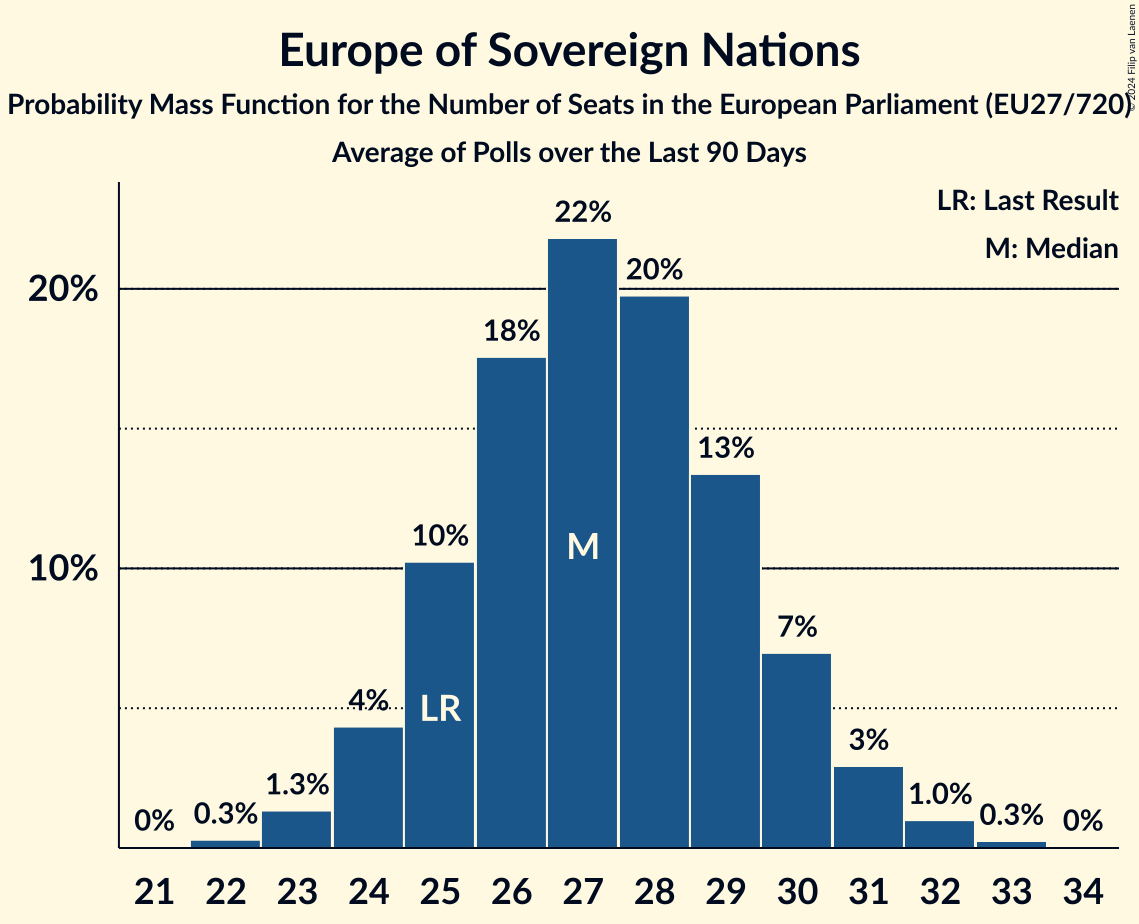 Europe of Sovereign Nations
Probability Mass Function for the Number of Seats in the European Parliament (EU27/720)
Average of Polls over the Last 90 Days
© 2024 Filip van Laenen
LR: Last Result
M: Median
20%
10%
0%
0.3%
1.3%
4%
10%
18%
22%
20%
13%
7%
3%
1.0%
0.3%
0%
LR
M
21 22 23 24 25 26 27 28 29 30 31 32 33 34